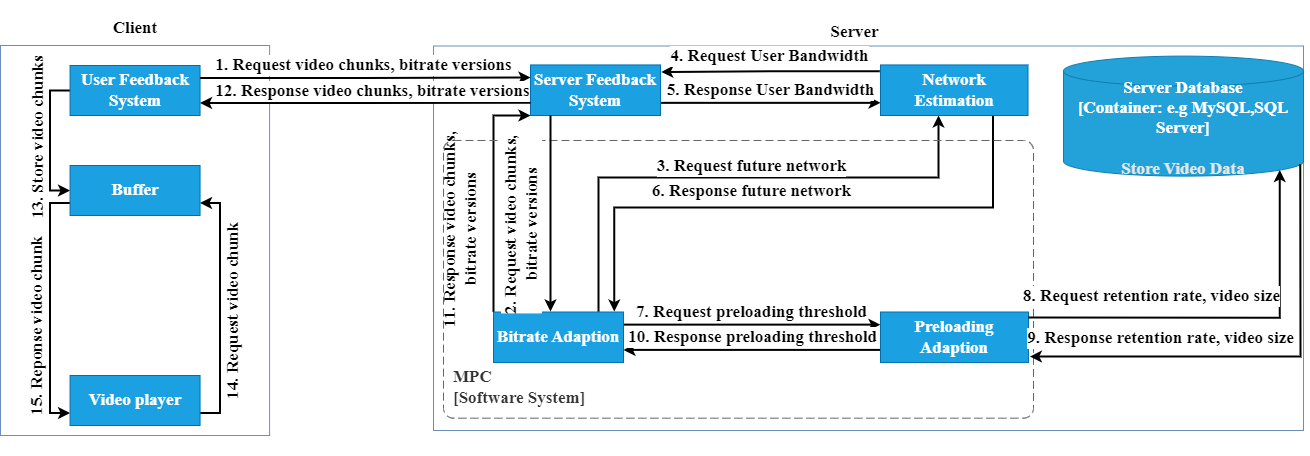 Client
Server
1. Request video chunks, bitrate versions
12. Response video chunks, bitrate versions
User Feedback
System
Server Feedback
System
4. Request User Bandwidth
5. Response User Bandwidth
Network
Estimation
Server Database
[Container: e.g MySQL,SQL
Server]
Store Video Data
13. Store video chunks
Buffer
15. Reponse video chunk
14. Request video chunk
Video player
11. Response video chunks,
bitrate versions
2. Request video chunks,
bitrate versions
3. Request future network
6. Response future network
Bitrate Adaption
7. Request preloading threshold
10. Response preloading threshold
Preloading
Adaption
8. Request retention rate, video size
9. Response retention rate, video size
MPC
[Software System]